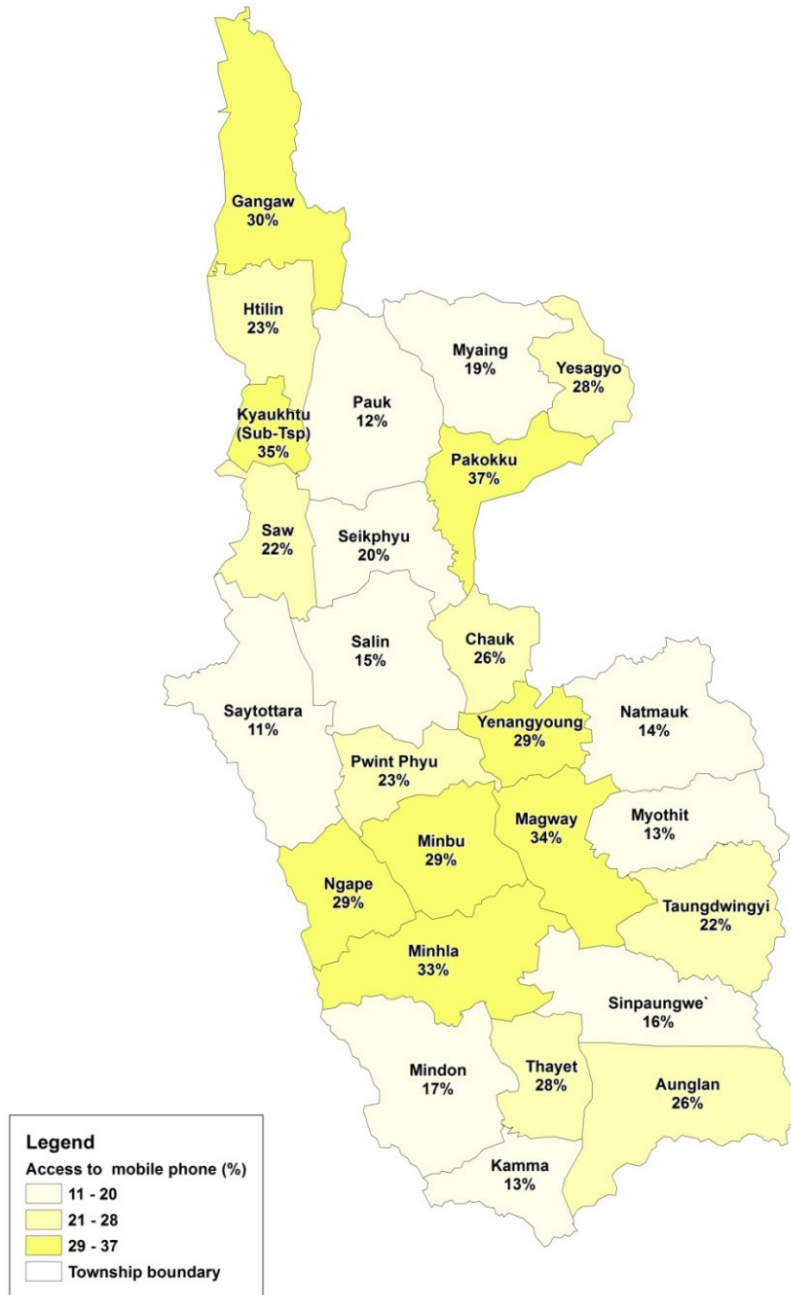 Gangaw
30%
Htilin
23%
Myaing
19%
Yesagyo
28%
Pauk
12%
Kyaukhtu
(Sub-Tsp)
35%
Pakokku
37%
Saw
22%
Seikphyu
20%
Salin
15%
Chauk
26%
Saytottara
11%
Yenangyoung
29%
Natmauk
14%
Pwint Phyu
23%
Magway
34%
Myothit
13%
Minbu
29%
Ngape
29%
Taungdwingyi
22%
Minhla
33%
Sinpaungwe`
16%
Mindon
17%
Thayet
28%
Aunglan
26%
Kamma
13%
Legend
Access to mobile phone (%)
11 - 20
21 - 28
29 - 37
Township boundary